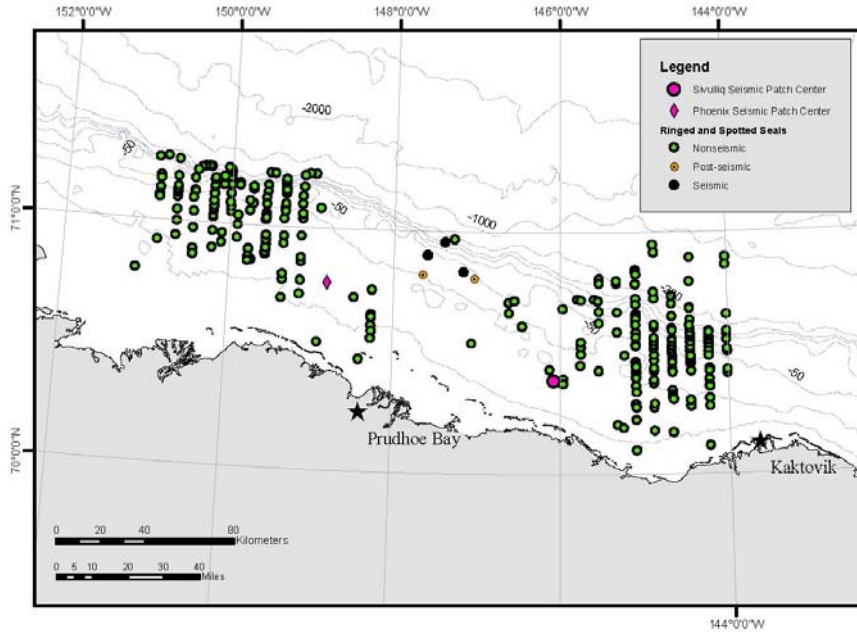 152°0'0"W 150°0'0"W 148°0'0"W 146°0'0"W 144°0'0"W
Legend
Sivulliq Seismic Patch Center
Phoenix Seismic Patch Center
Ringed and Spotted Seals
Nonseismic
Post-seismic
Seismic
-2000
-50
-1000
-50
-200
-50
-50
71°0'0"N
70°0'0"N
Prudhoe Bay
Kaktovik
0 20 40 80
Kilometers
0 5 10 20 30 40
Miles
144°0'0"W